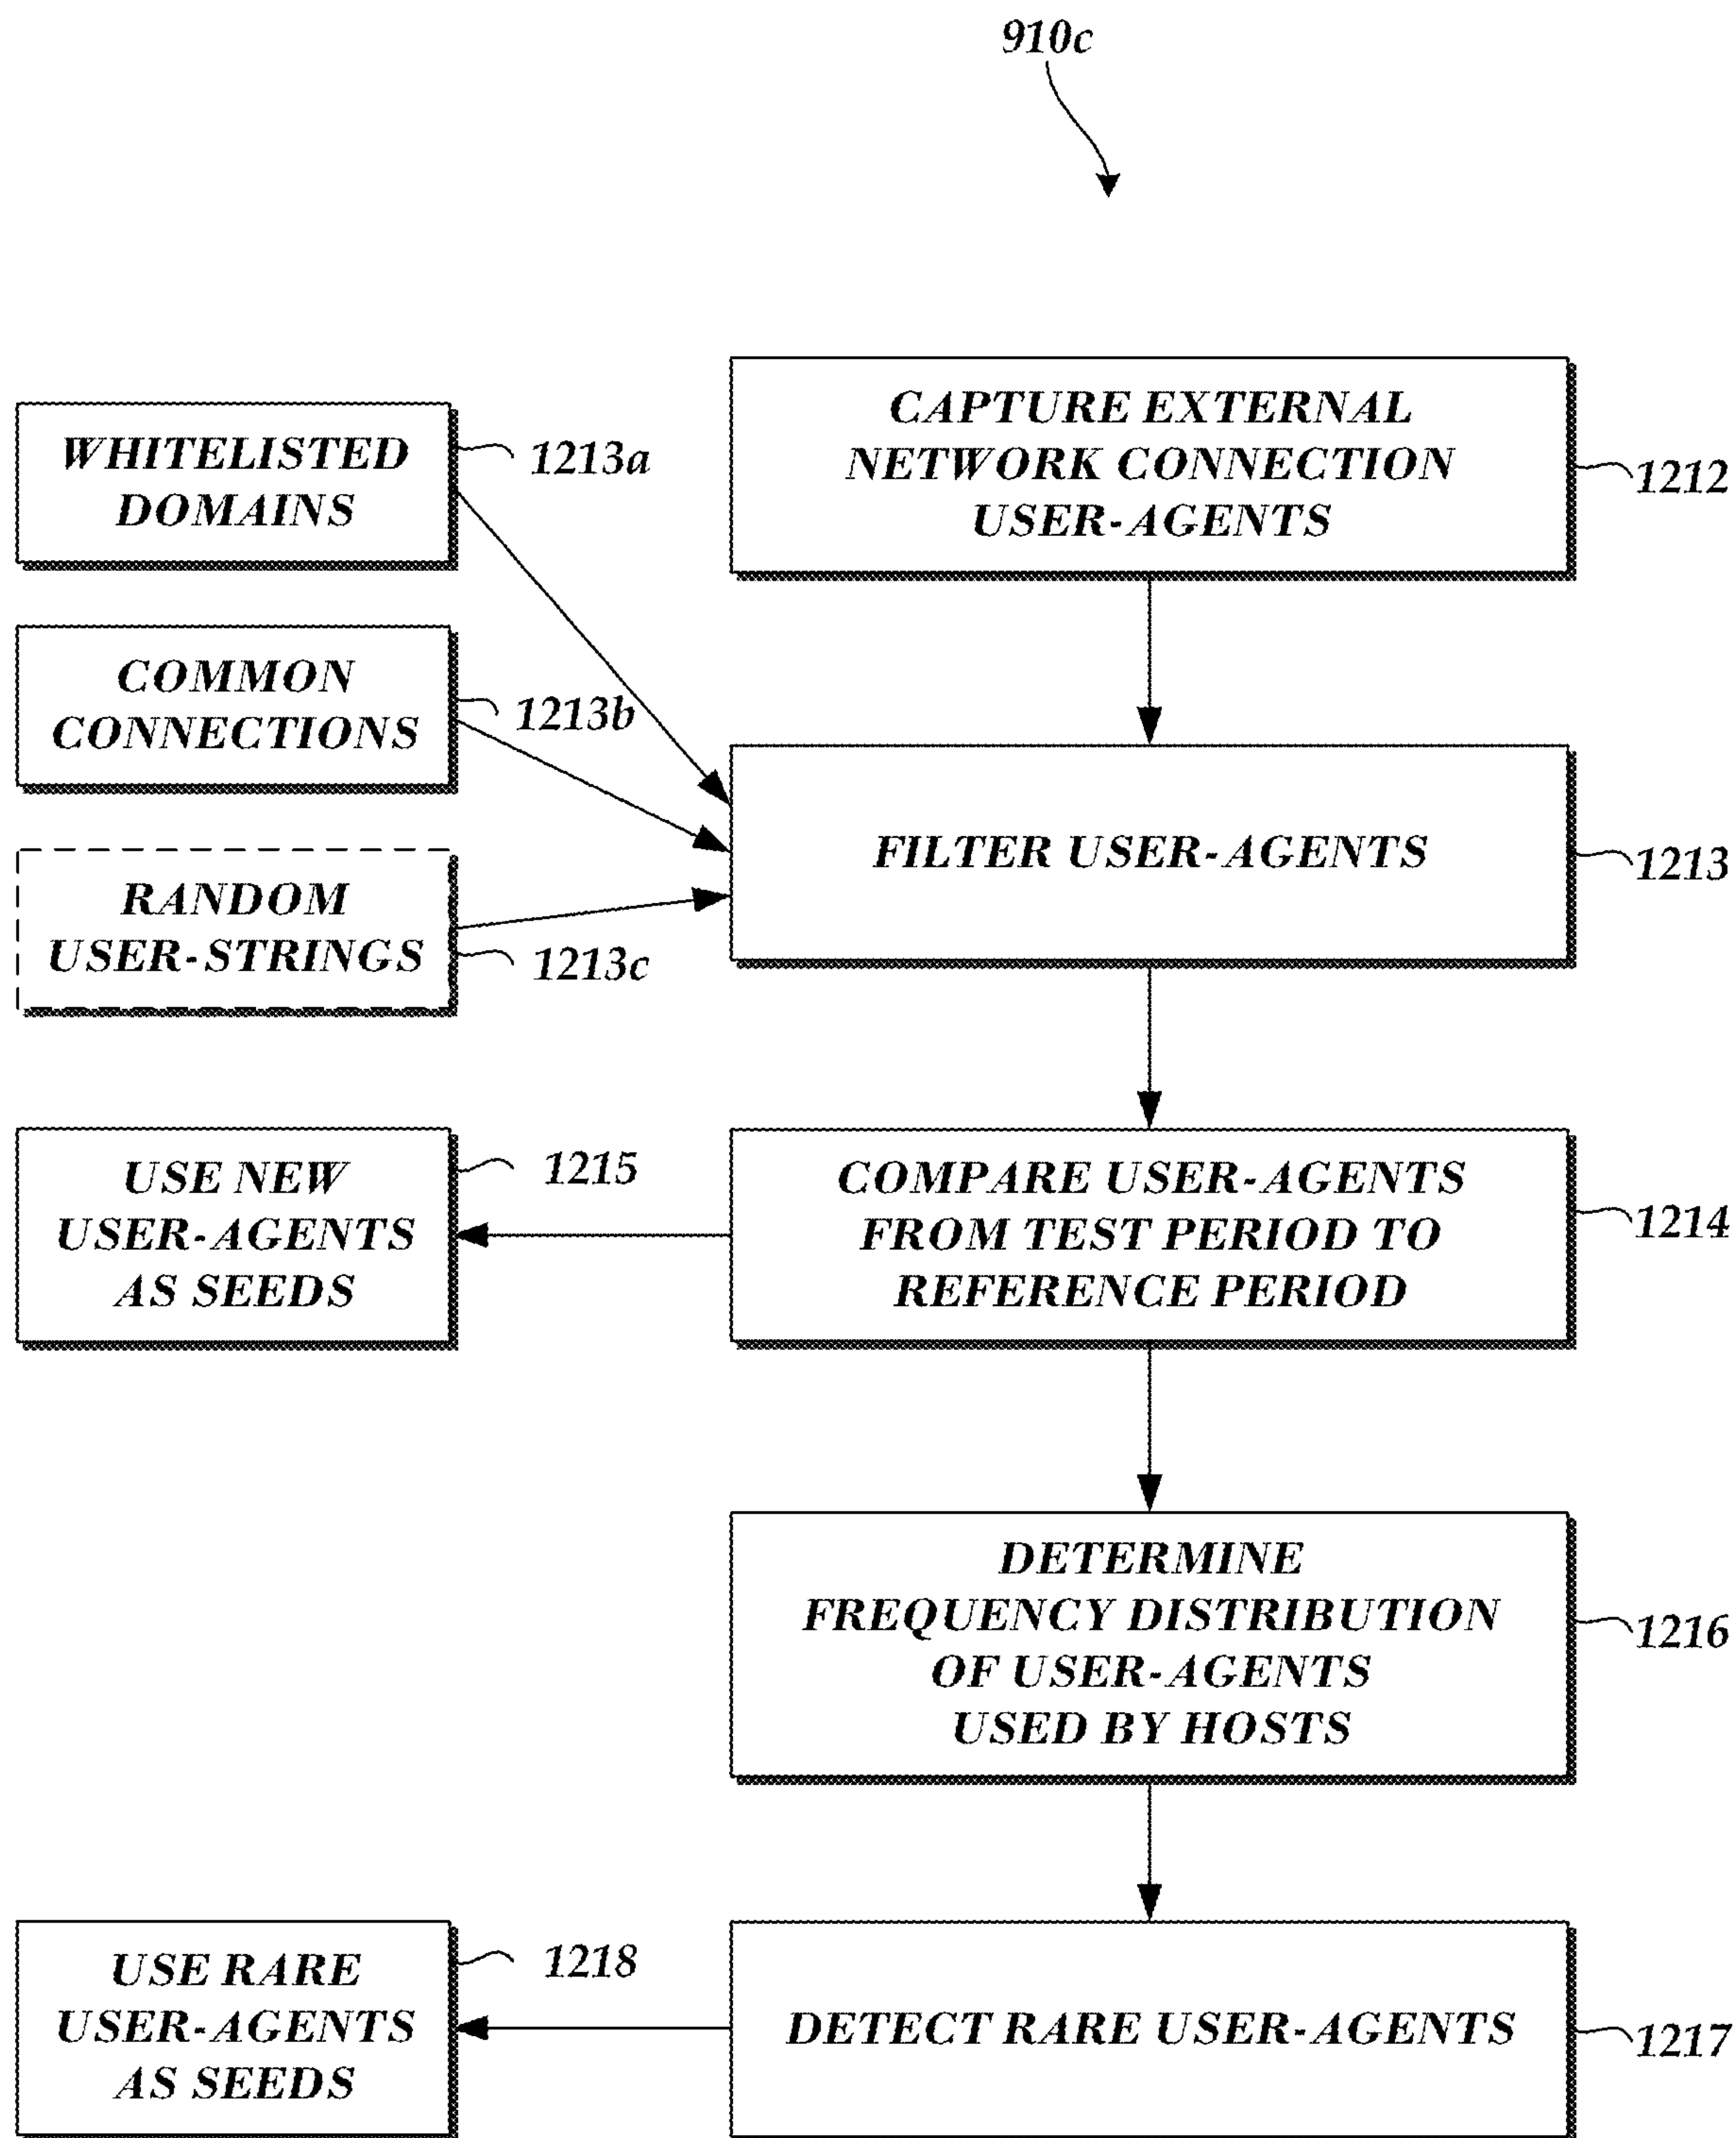 910c
CAPTURE EXTERNAL
NETWORK CONNECTION
USER-AGENTS
1212
WHITELISTED
DOMAINS
1213a
COMMON
CONNECTIONS
1213b
RANDOM
USER-STRINGS
1213c
FILTER USER-AGENTS
1213
USE NEW
USER-AGENTS
AS SEEDS
1215
COMPARE USER-AGENTS
FROM TEST PERIOD TO
REFERENCE PERIOD
1214
DETERMINE
FREQUENCY DISTRIBUTION
OF USER-AGENTS
USED BY HOSTS
1216
USE RARE
USER-AGENTS
AS SEEDS
1218
DETECT RARE USER-AGENTS
1217